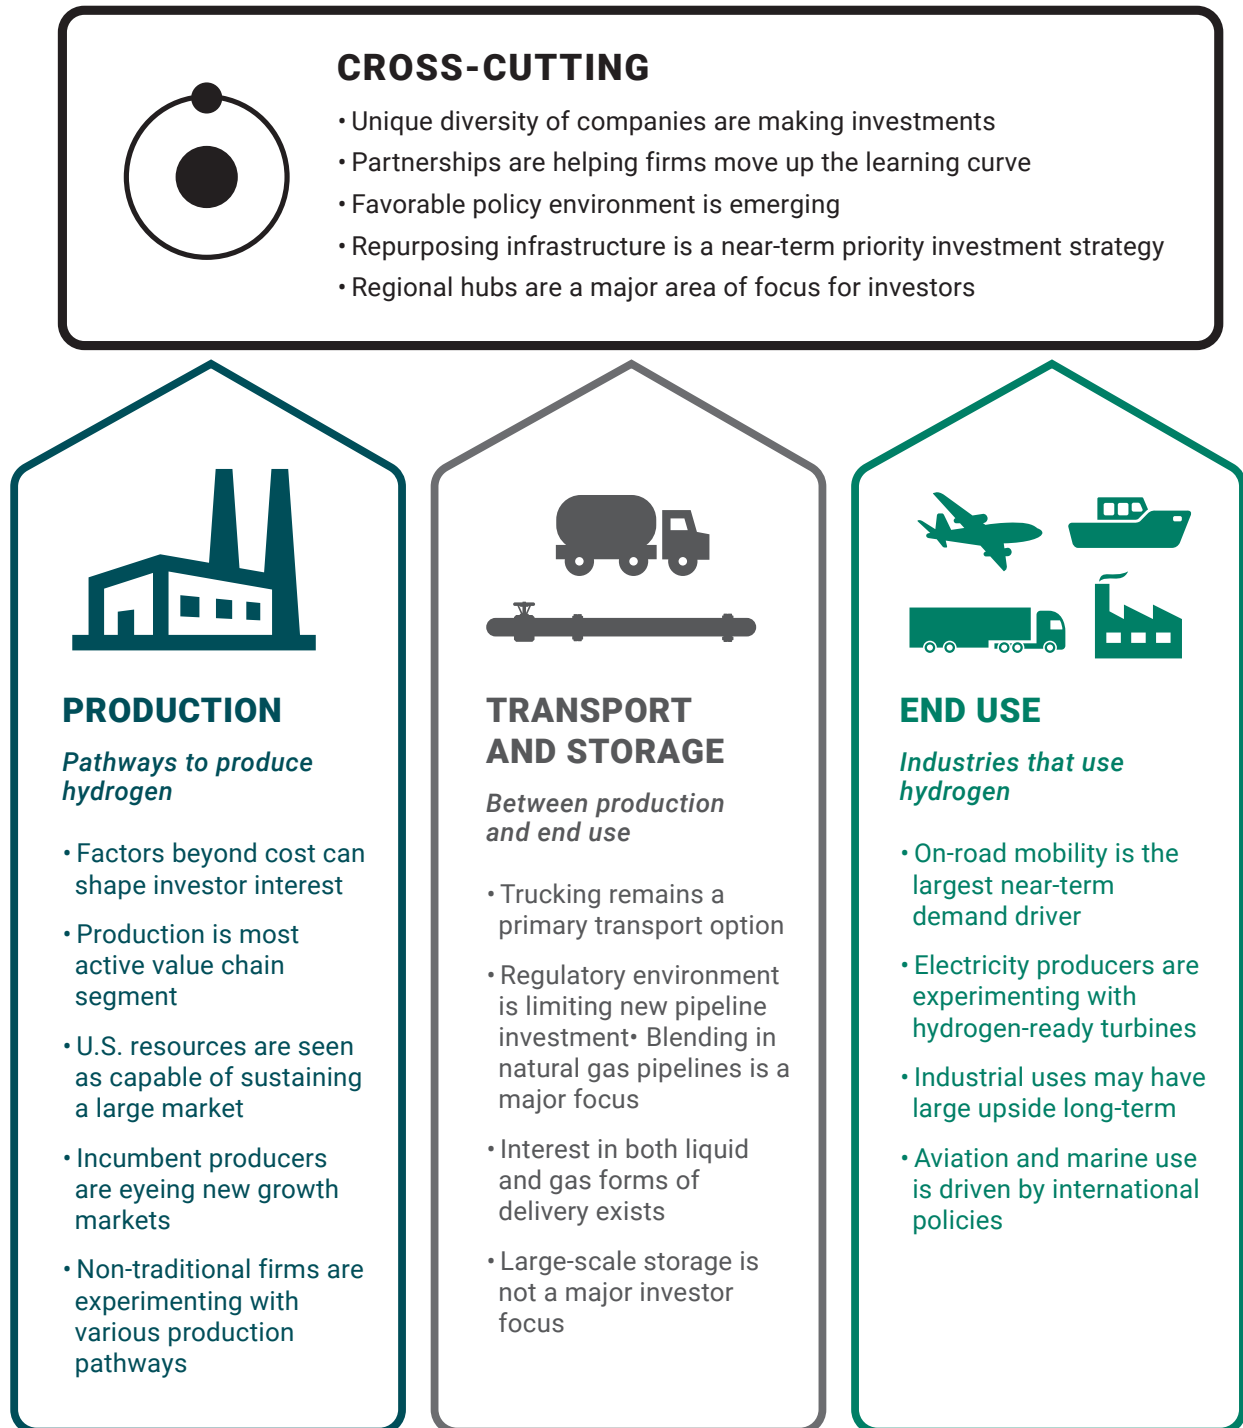 CROSS-CUTTING
• Unique diversity of companies are making investments
• Partnerships are helping firms move up the learning curve
• Favorable policy environment is emerging
• Repurposing infrastructure is a near-term priority investment strategy
• Regional hubs are a major area of focus for investors
PRODUCTION
Pathways to produce
hydrogen
• Factors beyond cost can
shape investor interest
• Production is most
active value chain
segment
• U.S. resources are seen
as capable of sustaining
a large market
• Incumbent producers
are eyeing new growth
markets
• Non-traditional firms are
experimenting with
various production
pathways
TRANSPORT
AND STORAGE
Between production
and end use
• Trucking remains a
primary transport option
• Regulatory environment
is limiting new pipeline
investment• Blending in
natural gas pipelines is a
major focus
• Interest in both liquid
and gas forms of
delivery exists
• Large-scale storage is
not a major investor
focus
END USE
Industries that use
hydrogen
• On-road mobility is the
largest near-term
demand driver
• Electricity producers are
experimenting with
hydrogen-ready turbines
• Industrial uses may have
large upside long-term
• Aviation and marine use
is driven by international
policies